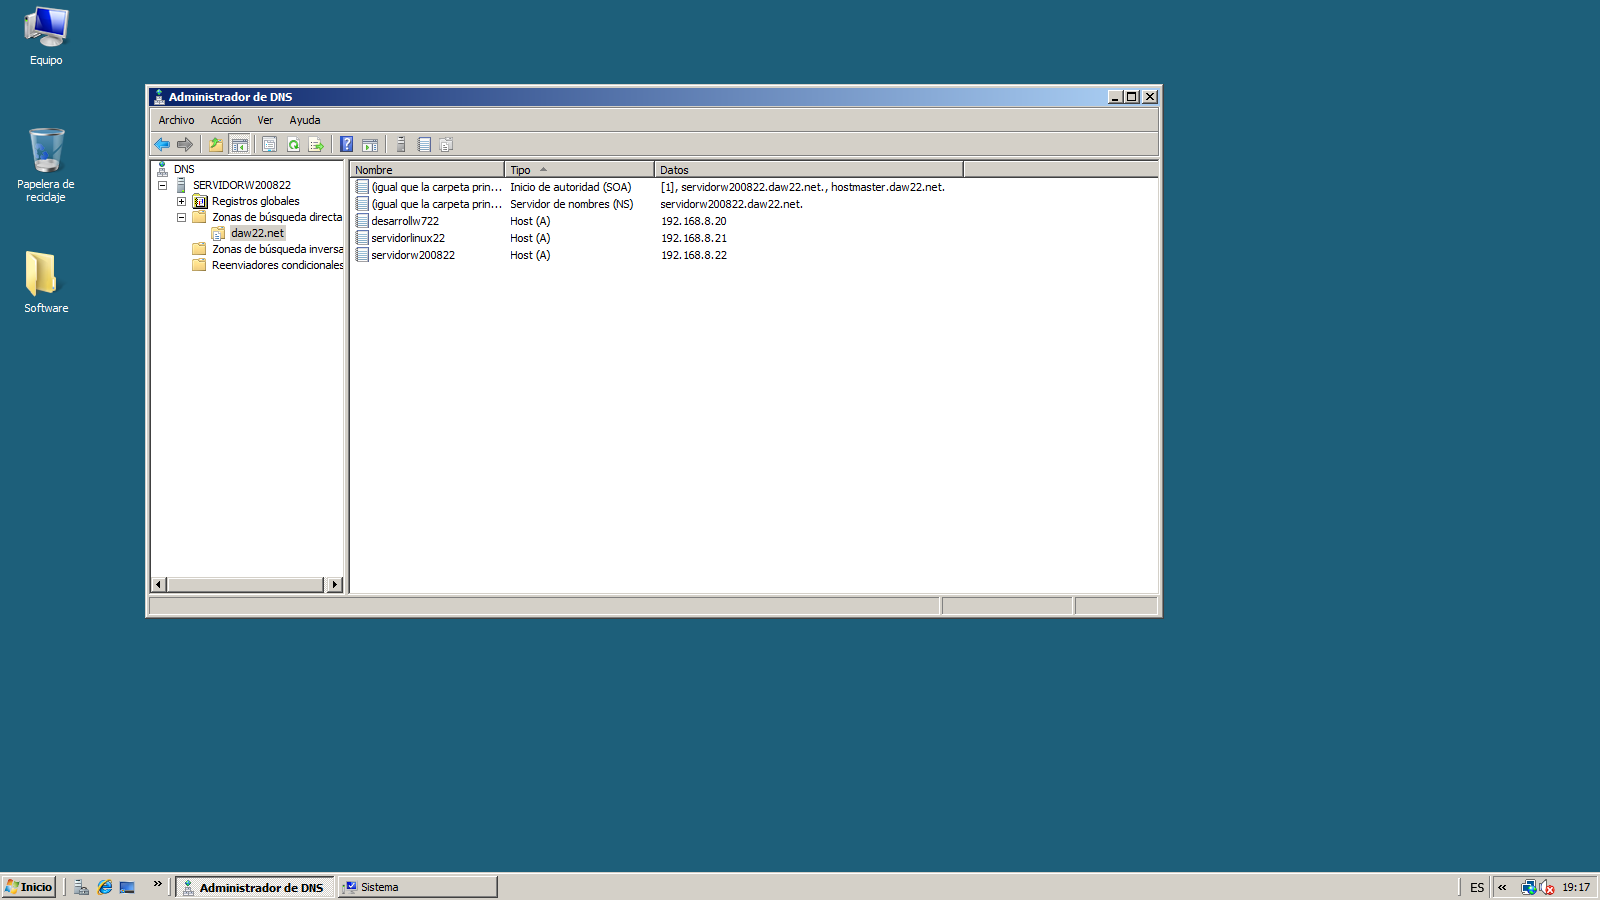 Equipo
Papelera de
reciclaje
Software
Administrador de DNS
Archivo Acción Ver Ayuda
DNS
SERVIDORW200822
Registros globales
Zonas de búsqueda directa
daw22.net
Zonas de búsqueda inversa
Reenviadores condicionales
Nombre Tipo Datos
(igual que la carpeta prin... Inicio de autoridad (SOA) [1], servidorw200822.daw22.net., hostmaster.daw22.net.
(igual que la carpeta prin... Servidor de nombres (NS) servidorw200822.daw22.net.
desarrollw722 Host (A) 192.168.8.20
servidorlinux22 Host (A) 192.168.8.21
servidorw200822 Host (A) 192.168.8.22
Inicio » Administrador de DNS Sistema ES « 19:17